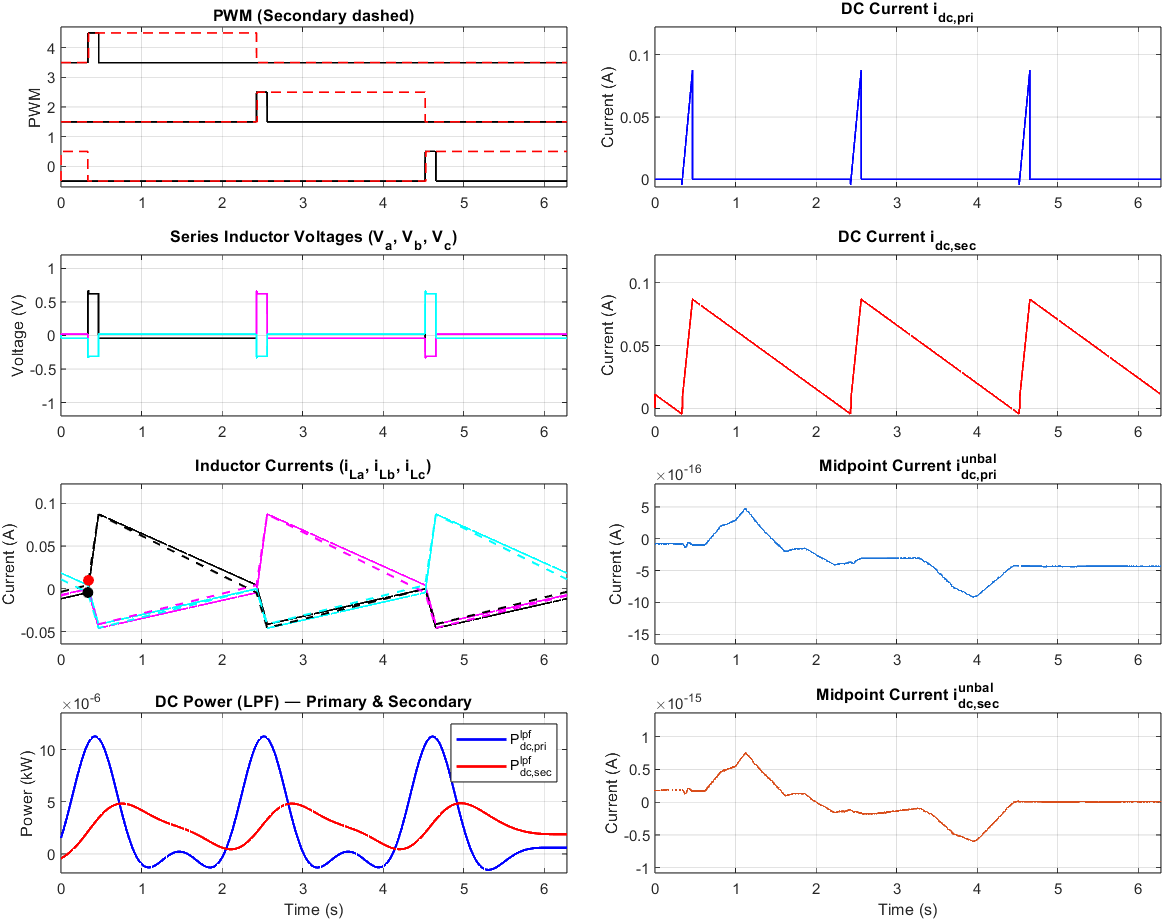 PWM (Secondary dashed)
PWM
4
3
2
1
0
0 1 2 3 4 5 6
DC Current i_dc,pri
Current (A)
0.1
0.05
0
0 1 2 3 4 5 6
Series Inductor Voltages (V_a, V_b, V_c)
Voltage (V)
1
0.5
0
-0.5
-1
0 1 2 3 4 5 6
DC Current i_dc,sec
Current (A)
0.1
0.05
0
0 1 2 3 4 5 6
Inductor Currents (i_La, i_Lb, i_Lc)
Current (A)
0.1
0.05
0
-0.05
0 1 2 3 4 5 6
Midpoint Current i^unbal_dc,pri
×10^-16
Current (A)
5
0
-5
-10
-15
0 1 2 3 4 5 6
DC Power (LPF) — Primary & Secondary
×10^-6
Power (kW)
10
5
0
P^lpf_dc,pri
P^lpf_dc,sec
0 1 2 3 4 5 6
Time (s)
Midpoint Current i^unbal_dc,sec
×10^-15
Current (A)
1
0.5
0
-0.5
-1
0 1 2 3 4 5 6
Time (s)